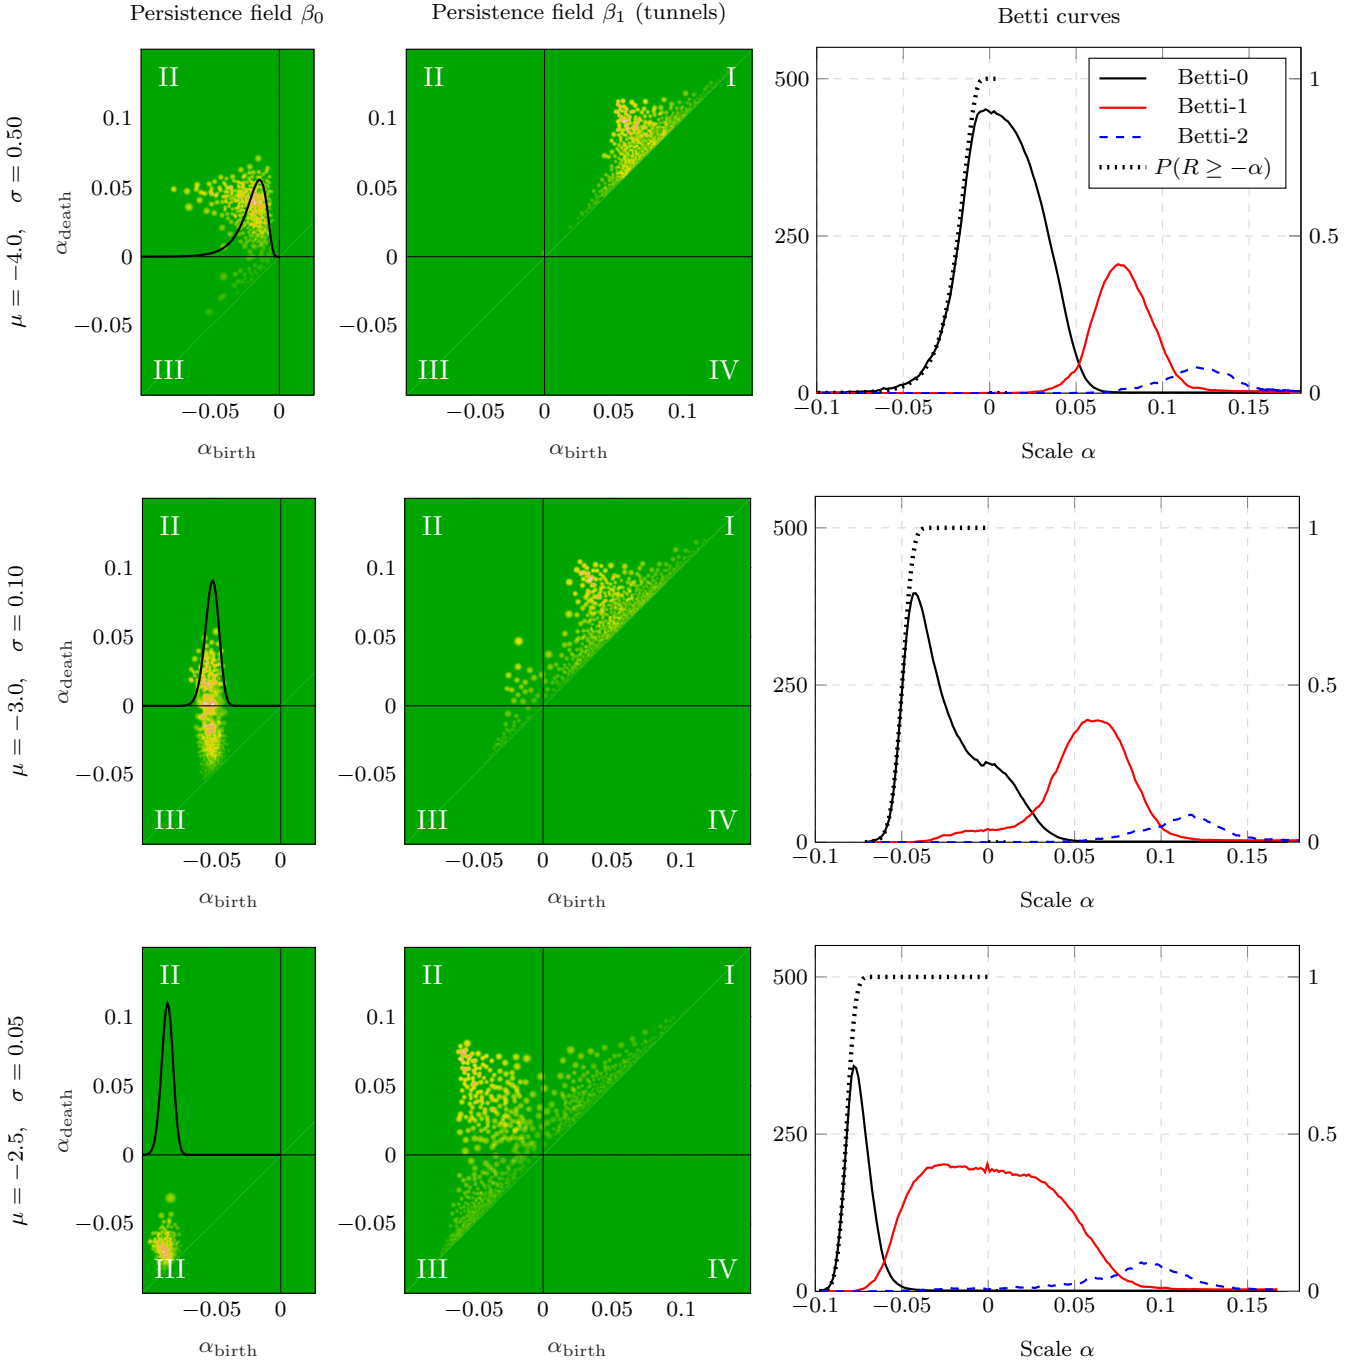 Persistence field β₀
Persistence field β₁ (tunnels)
Betti curves
μ = −4.0, σ = 0.50
α_death
0.1
0.05
0
−0.05
II
III
−0.05
0
α_birth
0.1
0.05
0
−0.05
II
I
III
IV
−0.05
0
0.05
0.1
α_birth
500
250
0
Betti-0
Betti-1
Betti-2
P(R ≥ −α)
1
0.5
0
−0.1
−0.05
0
0.05
0.1
0.15
Scale α
μ = −3.0, σ = 0.10
α_death
0.1
0.05
0
−0.05
II
III
−0.05
0
α_birth
0.1
0.05
0
−0.05
II
I
III
IV
−0.05
0
0.05
0.1
α_birth
500
250
0
1
0.5
0
−0.1
−0.05
0
0.05
0.1
0.15
Scale α
μ = −2.5, σ = 0.05
α_death
0.1
0.05
0
−0.05
II
III
−0.05
0
α_birth
0.1
0.05
0
−0.05
II
I
III
IV
−0.05
0
0.05
0.1
α_birth
500
250
0
1
0.5
0
−0.1
−0.05
0
0.05
0.1
0.15
Scale α